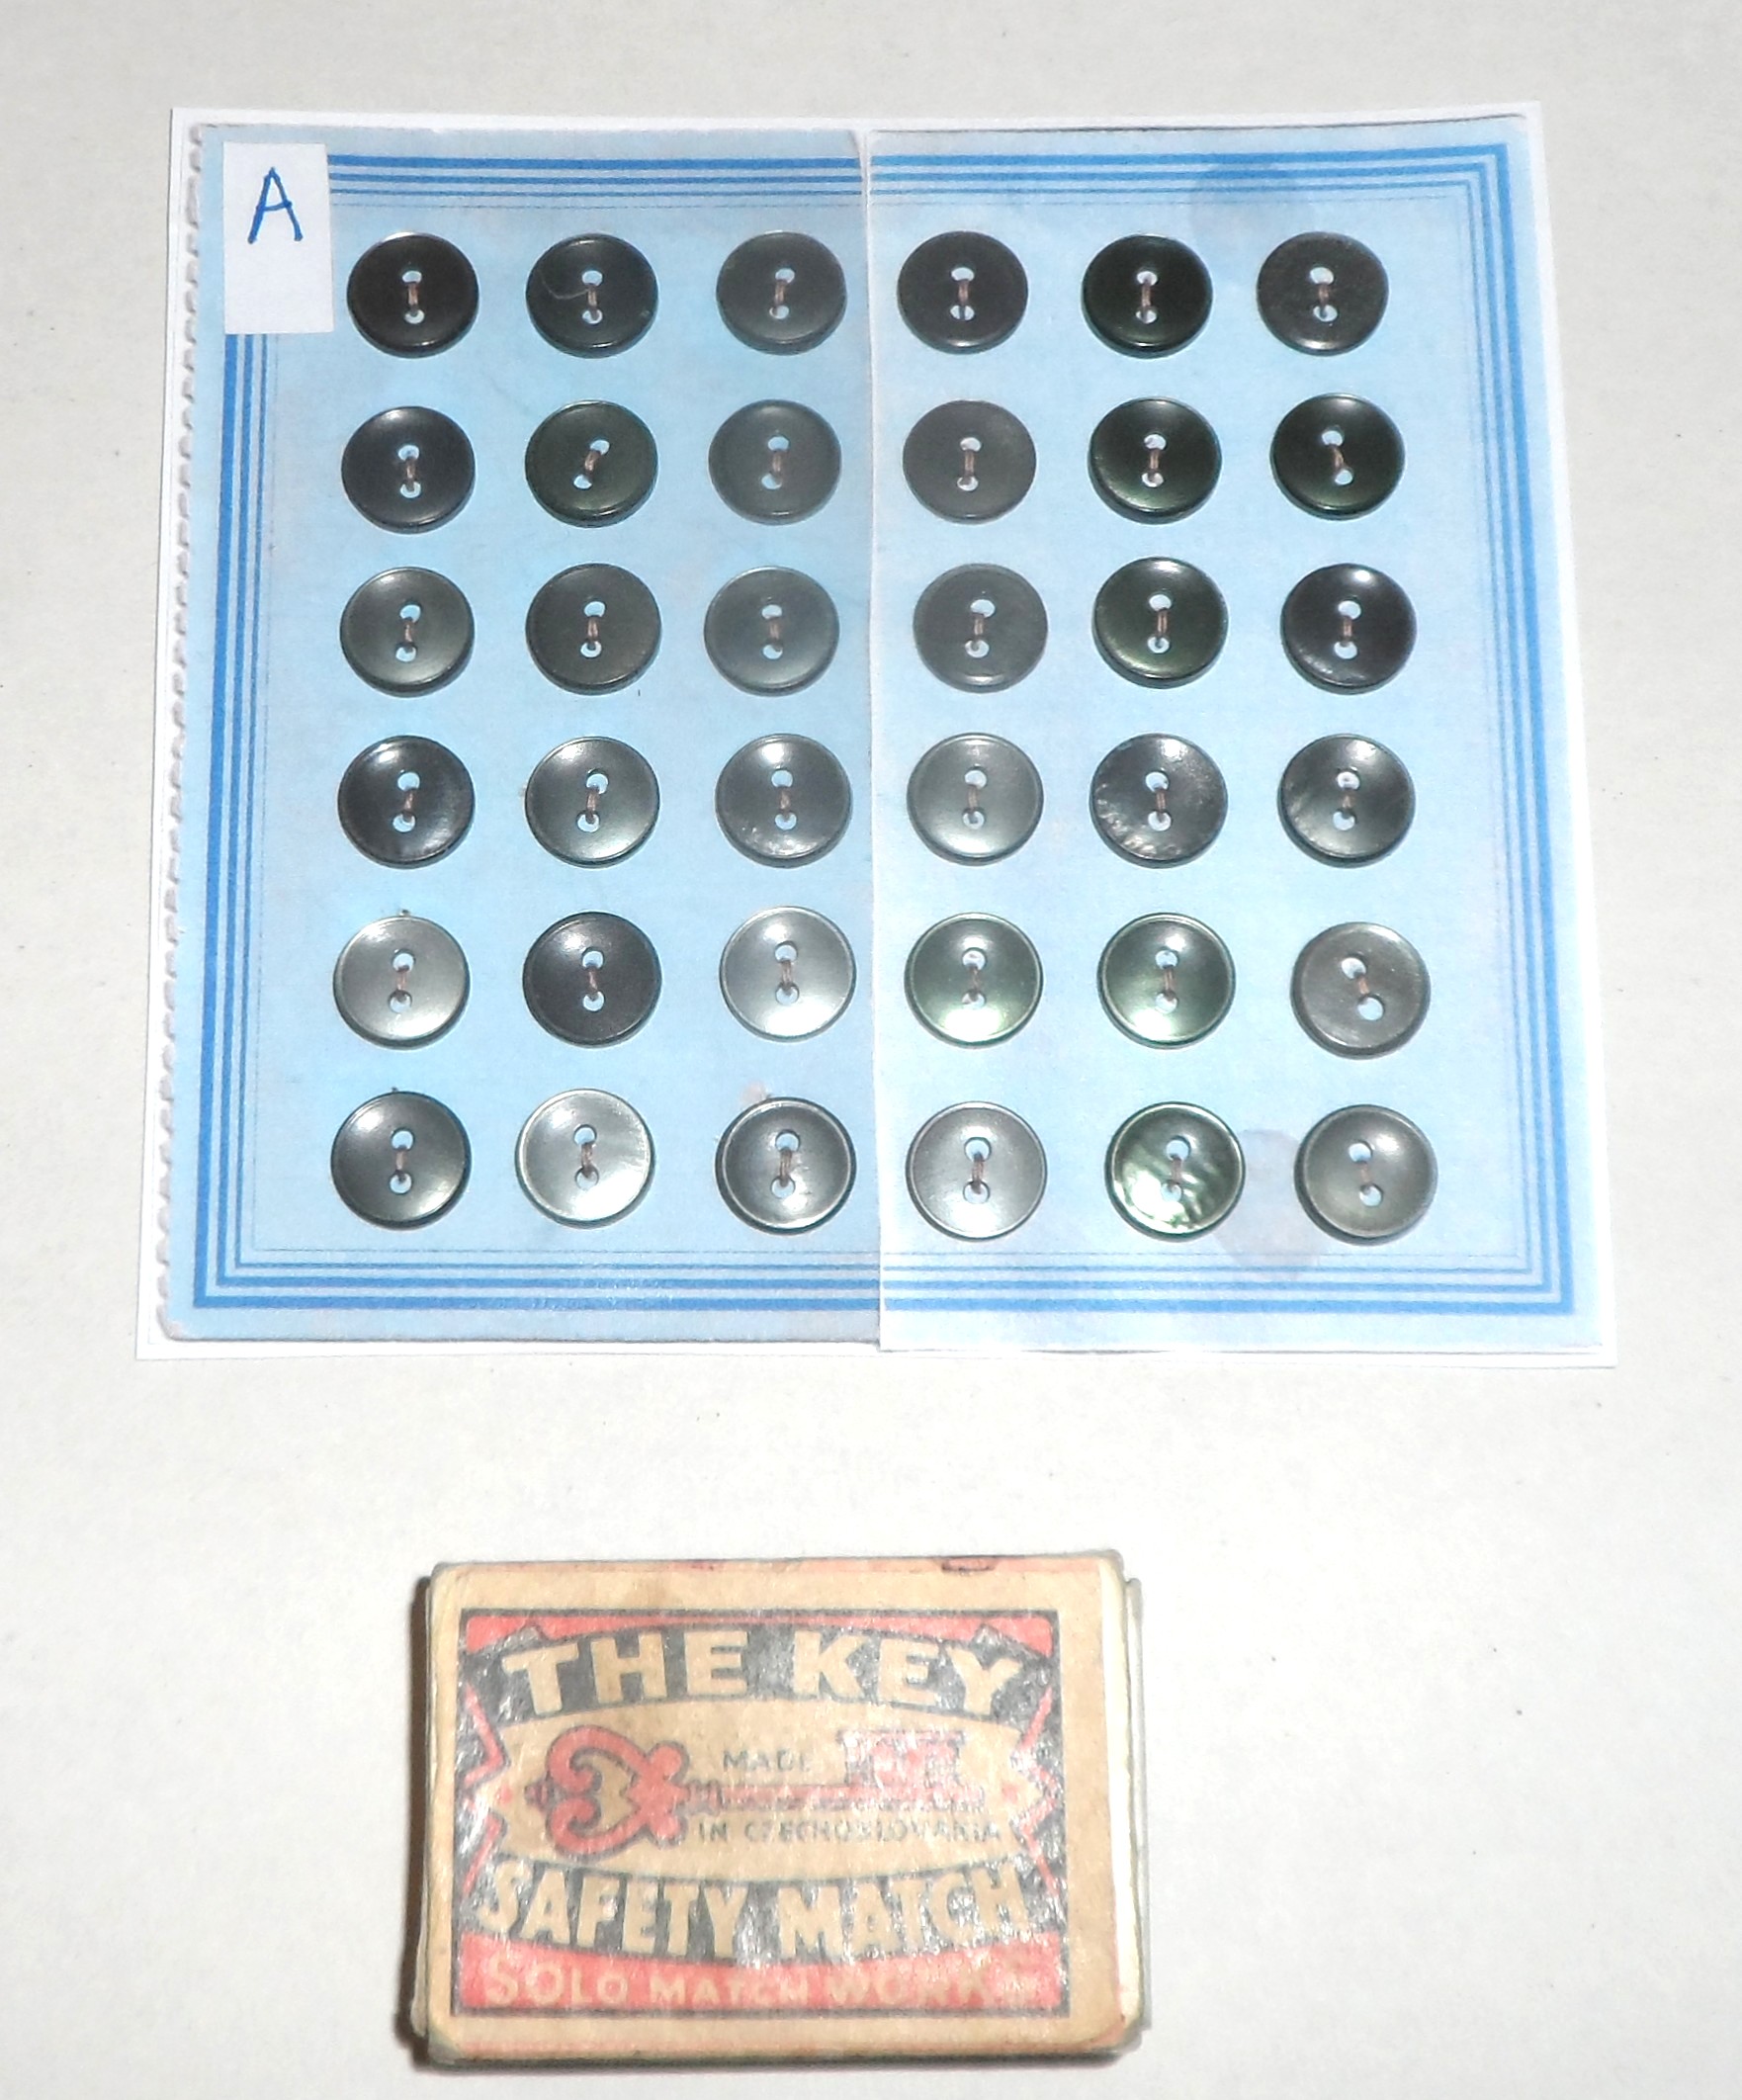 A
THE KEY
MADE
IN CZECHOSLOVAKIA
SAFETY MATCH
SOLO MATCH WORKS